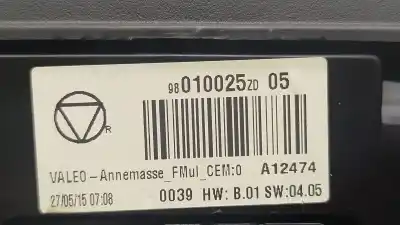 98010025ZD 05
R
VALEO-Annemasse_FMul_CEM:0 A12474
27/05/15 07:08 0039 HW: B.01 SW:04.05